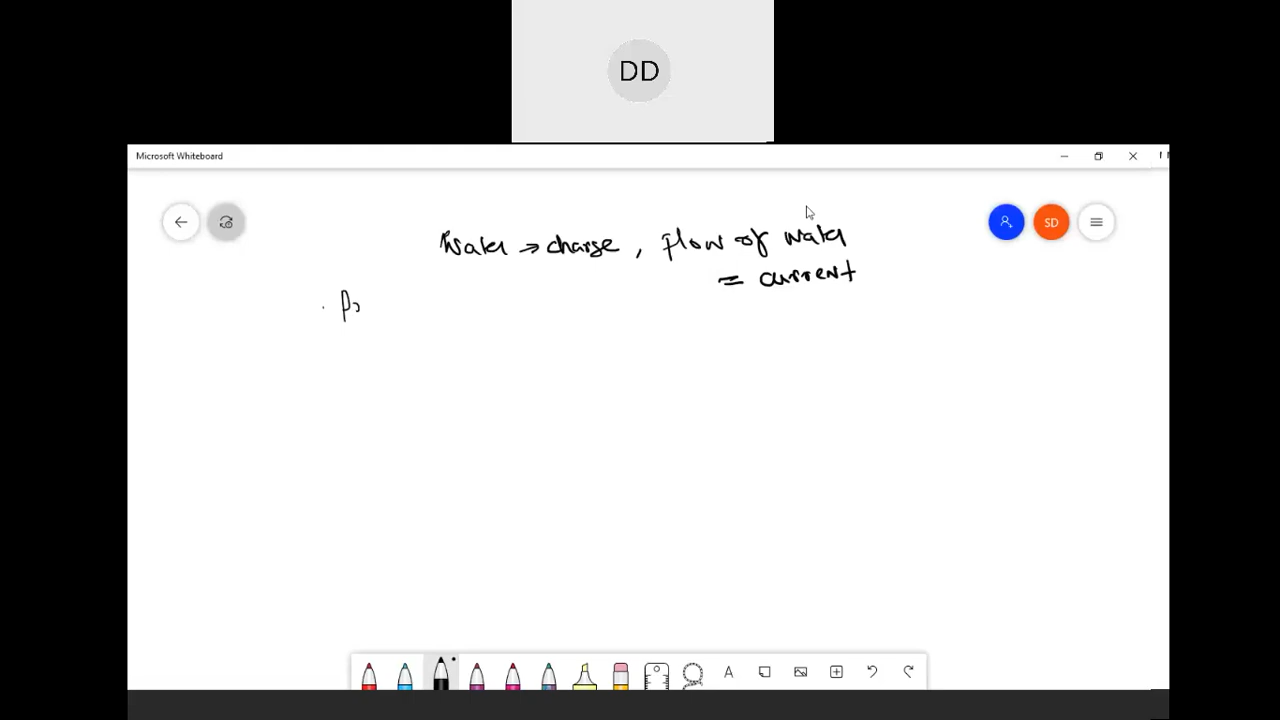 DD
Microsoft Whiteboard
SD
Water → charge, flow of water
= current
A